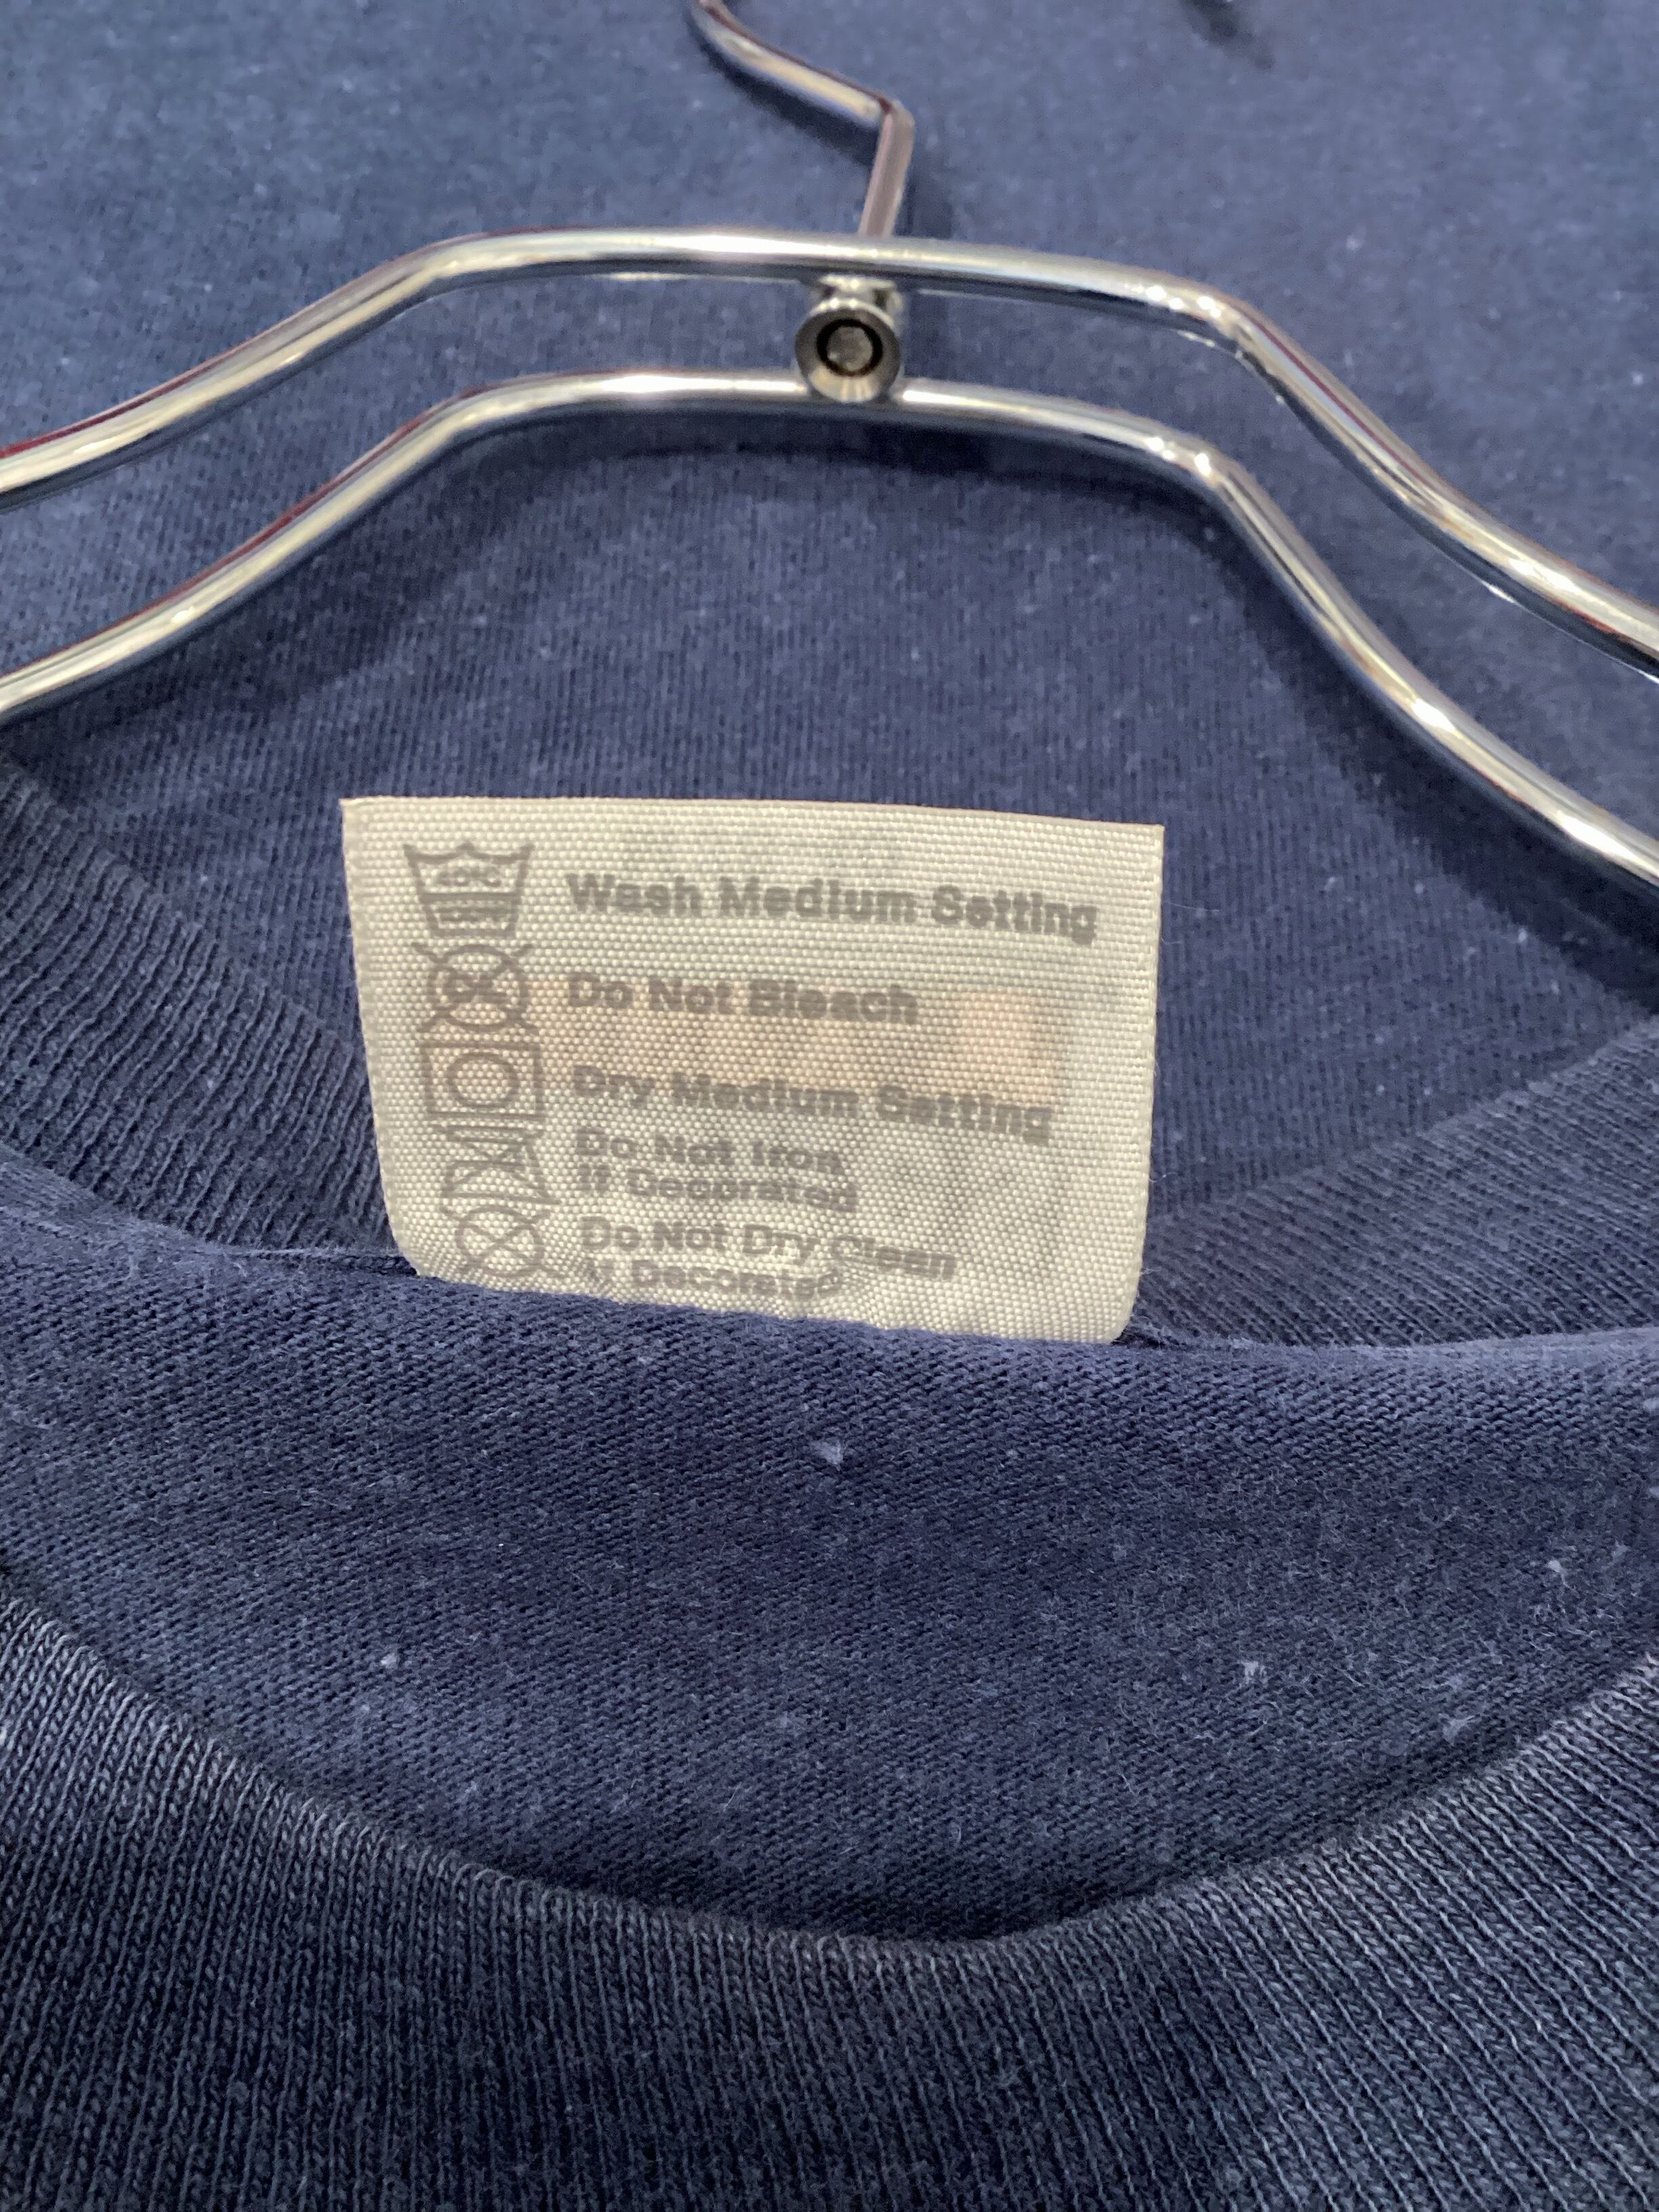 40°C Wash Medium Setting
Do Not Bleach
Dry Medium Setting
Do Not Iron
If Decorated
Do Not Dry Clean
If Decorated